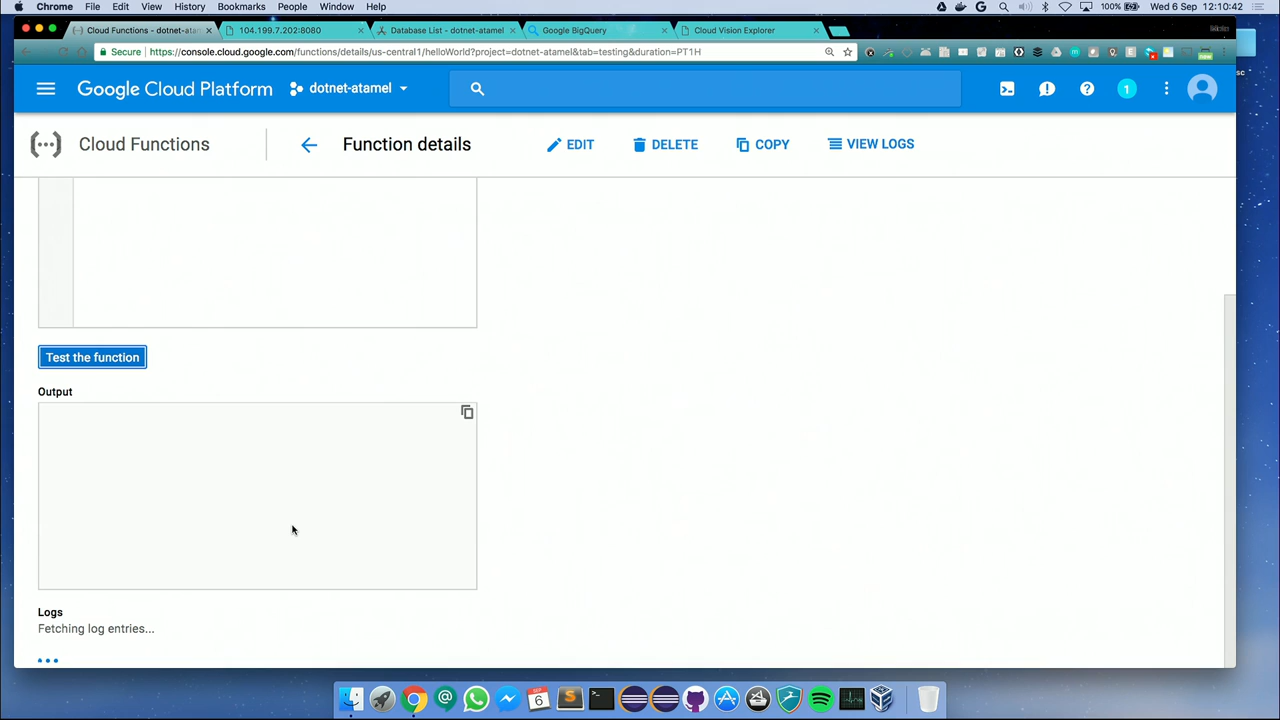 Chrome File Edit View History Bookmarks People Window Help 100% Wed 6 Sep 12:10:42
Cloud Functions - dotnet-atam 104.199.7.202:8080 Database List - dotnet-atamel Google BigQuery Cloud Vision Explorer
Secure https://console.cloud.google.com/functions/details/us-central1/helloWorld?project=dotnet-atamel&tab=testing&duration=PT1H
Google Cloud Platform dotnet-atamel 1
Cloud Functions Function details EDIT DELETE COPY VIEW LOGS
Test the function
Output
Logs
Fetching log entries...
SEP
6